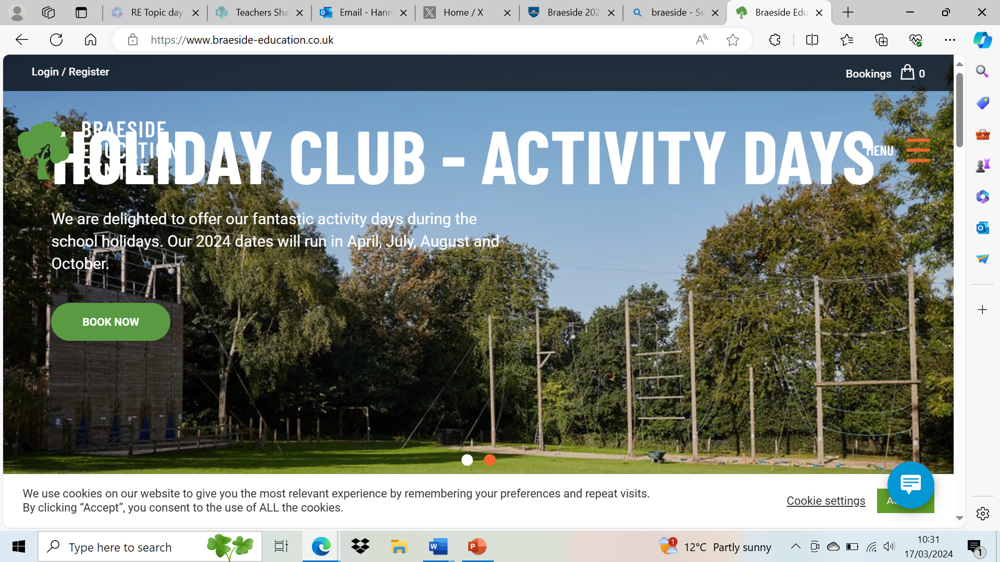 RE Topic day
Teachers Sha
Email - Hann
Home / X
Braeside 202
braeside - Se
Braeside Edu
https://www.braeside-education.co.uk
Login / Register
Bookings 0
BRAESIDE
EDUCATION
CENTRE
HOLIDAY CLUB - ACTIVITY DAYS
MENU
We are delighted to offer our fantastic activity days during the
school holidays. Our 2024 dates will run in April, July, August and
October.
BOOK NOW
We use cookies on our website to give you the most relevant experience by remembering your preferences and repeat visits.
By clicking “Accept”, you consent to the use of ALL the cookies.
Cookie settings
Type here to search
1
12°C Partly sunny
10:31
17/03/2024
1